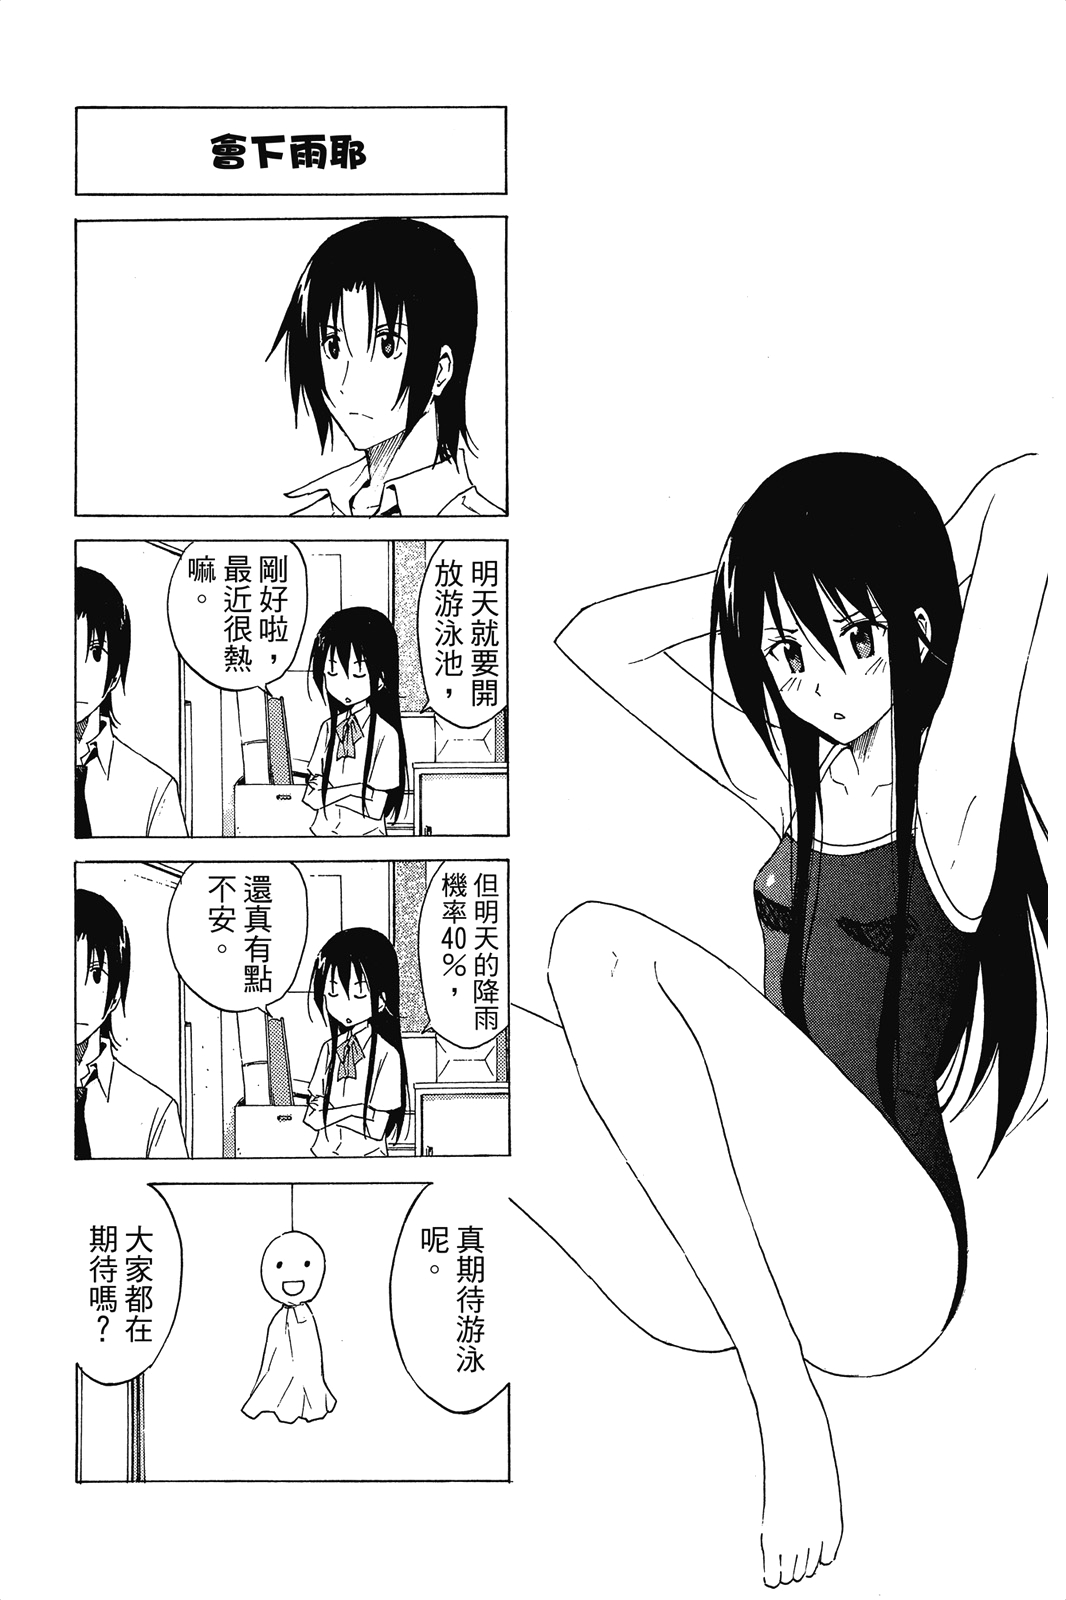 會下雨耶
明天就要開
放游泳池，
剛好啦，
最近很熱
嘛。
但明天的降雨
機率40%，
還真有點
不安。
真期待游泳
呢。
大家都在
期待嗎？